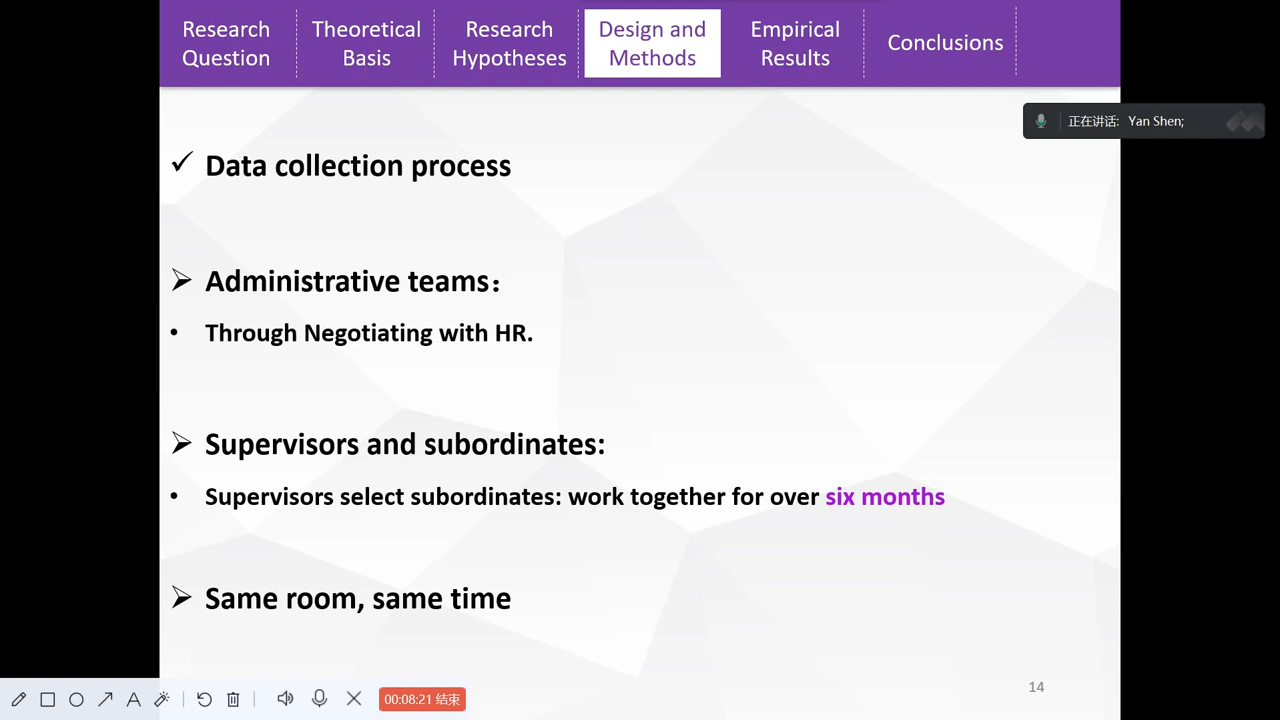 Research Question
Theoretical Basis
Research Hypotheses
Design and Methods
Empirical Results
Conclusions
正在讲话: Yan Shen;
✓ Data collection process
➢ Administrative teams：
• Through Negotiating with HR.
➢ Supervisors and subordinates:
• Supervisors select subordinates: work together for over six months
➢ Same room, same time
14
00:08:21 结束